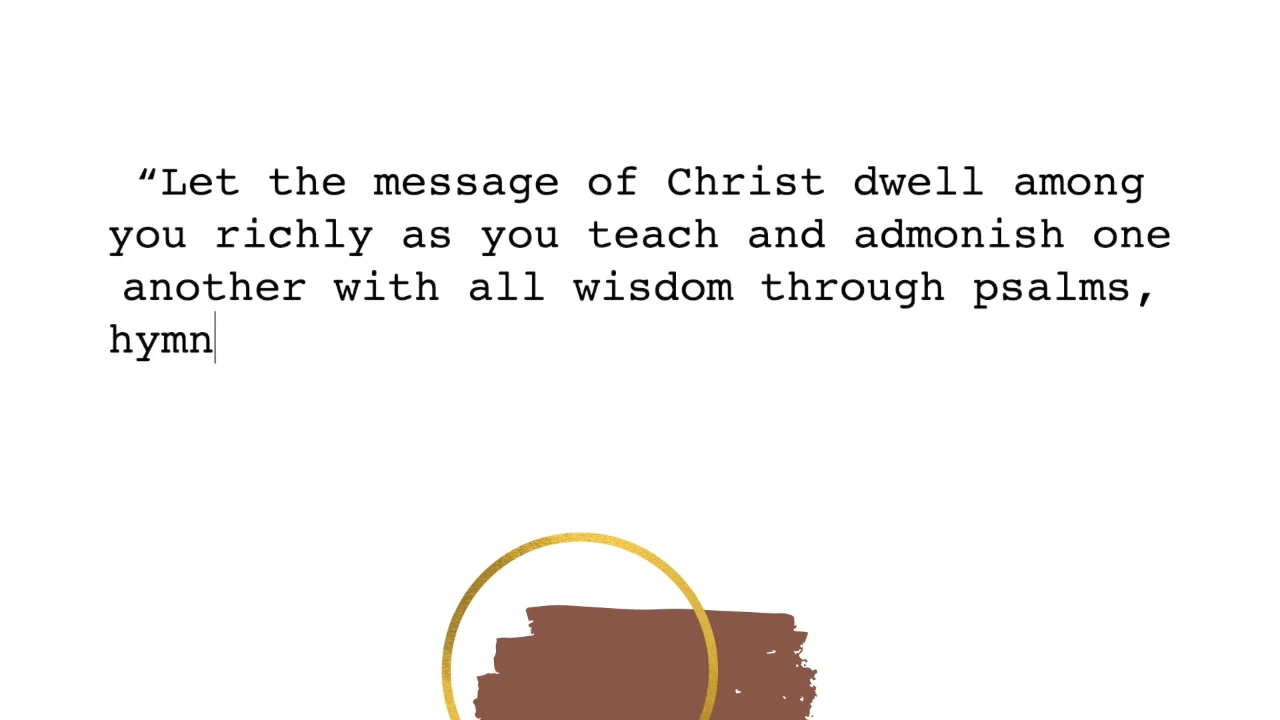 “Let the message of Christ dwell among
you richly as you teach and admonish one
another with all wisdom through psalms,
hymn